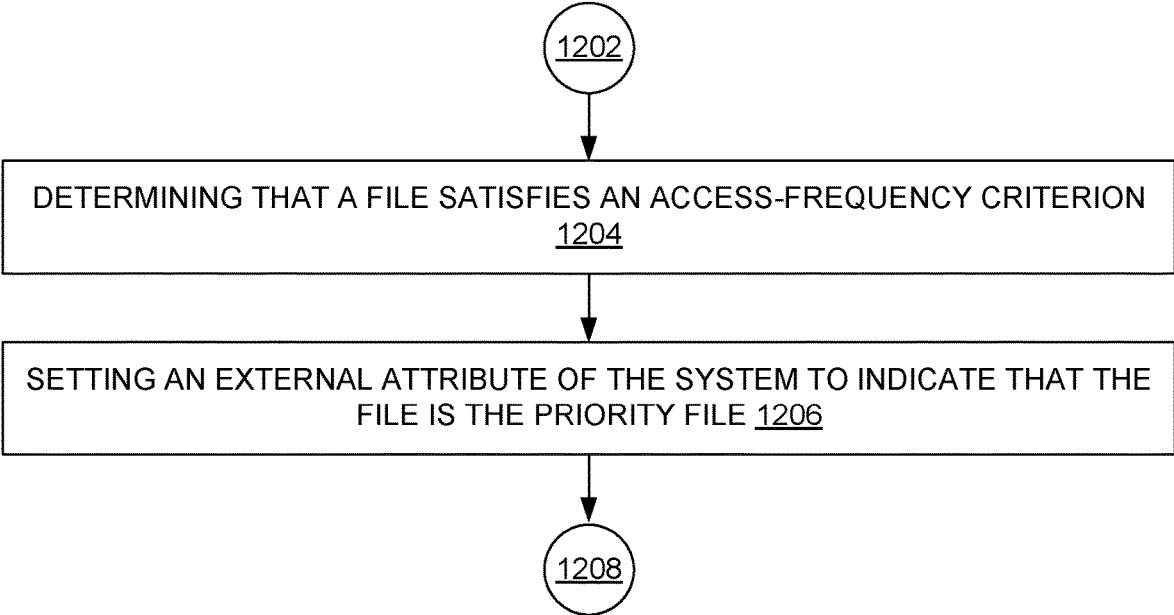 1202
DETERMINING THAT A FILE SATISFIES AN ACCESS-FREQUENCY CRITERION
1204
SETTING AN EXTERNAL ATTRIBUTE OF THE SYSTEM TO INDICATE THAT THE
FILE IS THE PRIORITY FILE 1206
1208